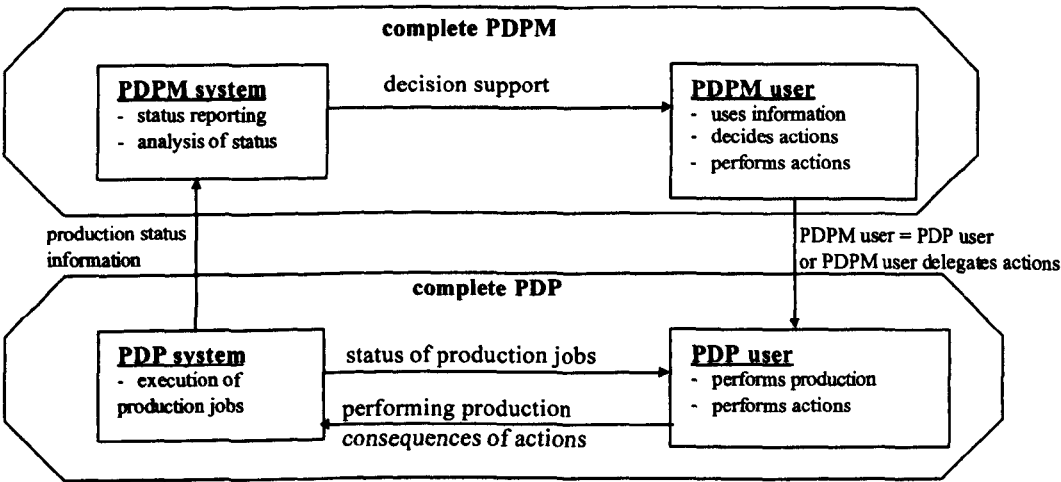 complete PDPM
PDPM system
- status reporting
- analysis of status
decision support
PDPM user
- uses information
- decides actions
- performs actions
production status
information
PDPM user = PDP user
or PDPM user delegates actions
complete PDP
PDP system
- execution of
production jobs
status of production jobs
performing production
consequences of actions
PDP user
- performs production
- performs actions